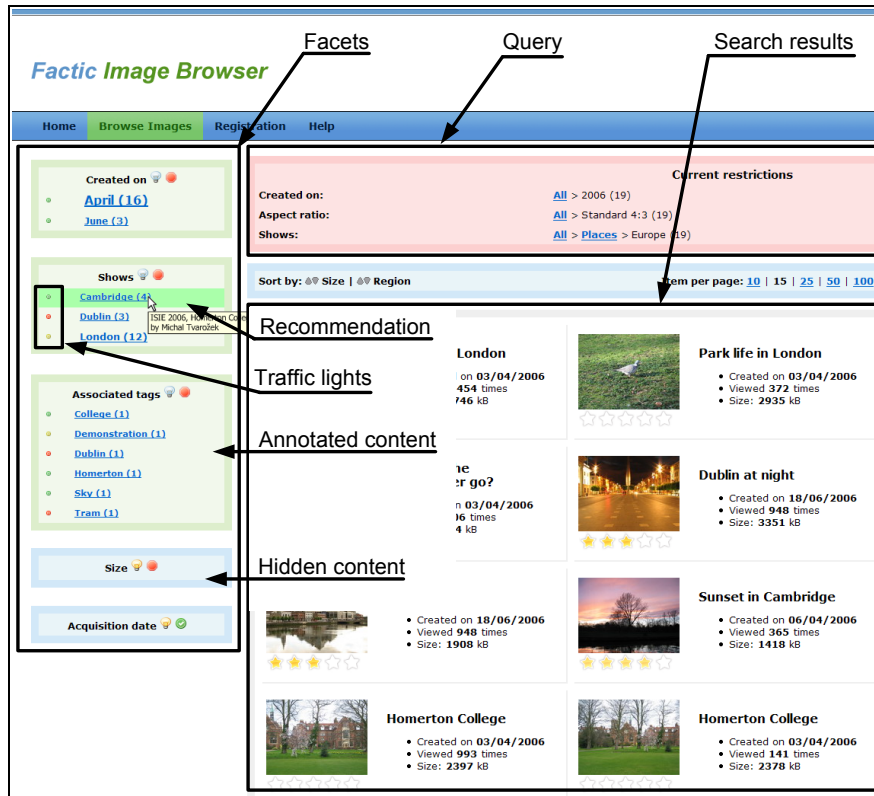 Facets
Query
Search results
Factic Image Browser
Home Browse Images Registration Help
Created on
April (16)
June (3)
Shows
Cambridge (4)
Dublin (3)
London (12)
ISIE 2006, Homerton
by Michal Tvarožek
Associated tags
College (1)
Demonstration (1)
Dublin (1)
Homerton (1)
Sky (1)
Tram (1)
Size
Acquisition date
Recommendation
Traffic lights
Annotated content
Hidden content
Current restrictions
Created on: All > 2006 (19)
Aspect ratio: All > Standard 4:3 (19)
Shows: All > Places > Europe (19)
Sort by: Size | Region
Item per page: 10 | 15 | 25 | 50 | 100
London
on 03/04/2006
454 times
746 kB
Park life in London
• Created on 03/04/2006
• Viewed 372 times
• Size: 2935 kB
er go?
n 03/04/2006
06 times
4 kB
Dublin at night
• Created on 18/06/2006
• Viewed 948 times
• Size: 3351 kB
• Created on 18/06/2006
• Viewed 948 times
• Size: 1908 kB
Sunset in Cambridge
• Created on 06/04/2006
• Viewed 365 times
• Size: 1418 kB
Homerton College
• Created on 03/04/2006
• Viewed 993 times
• Size: 2397 kB
Homerton College
• Created on 03/04/2006
• Viewed 141 times
• Size: 2378 kB